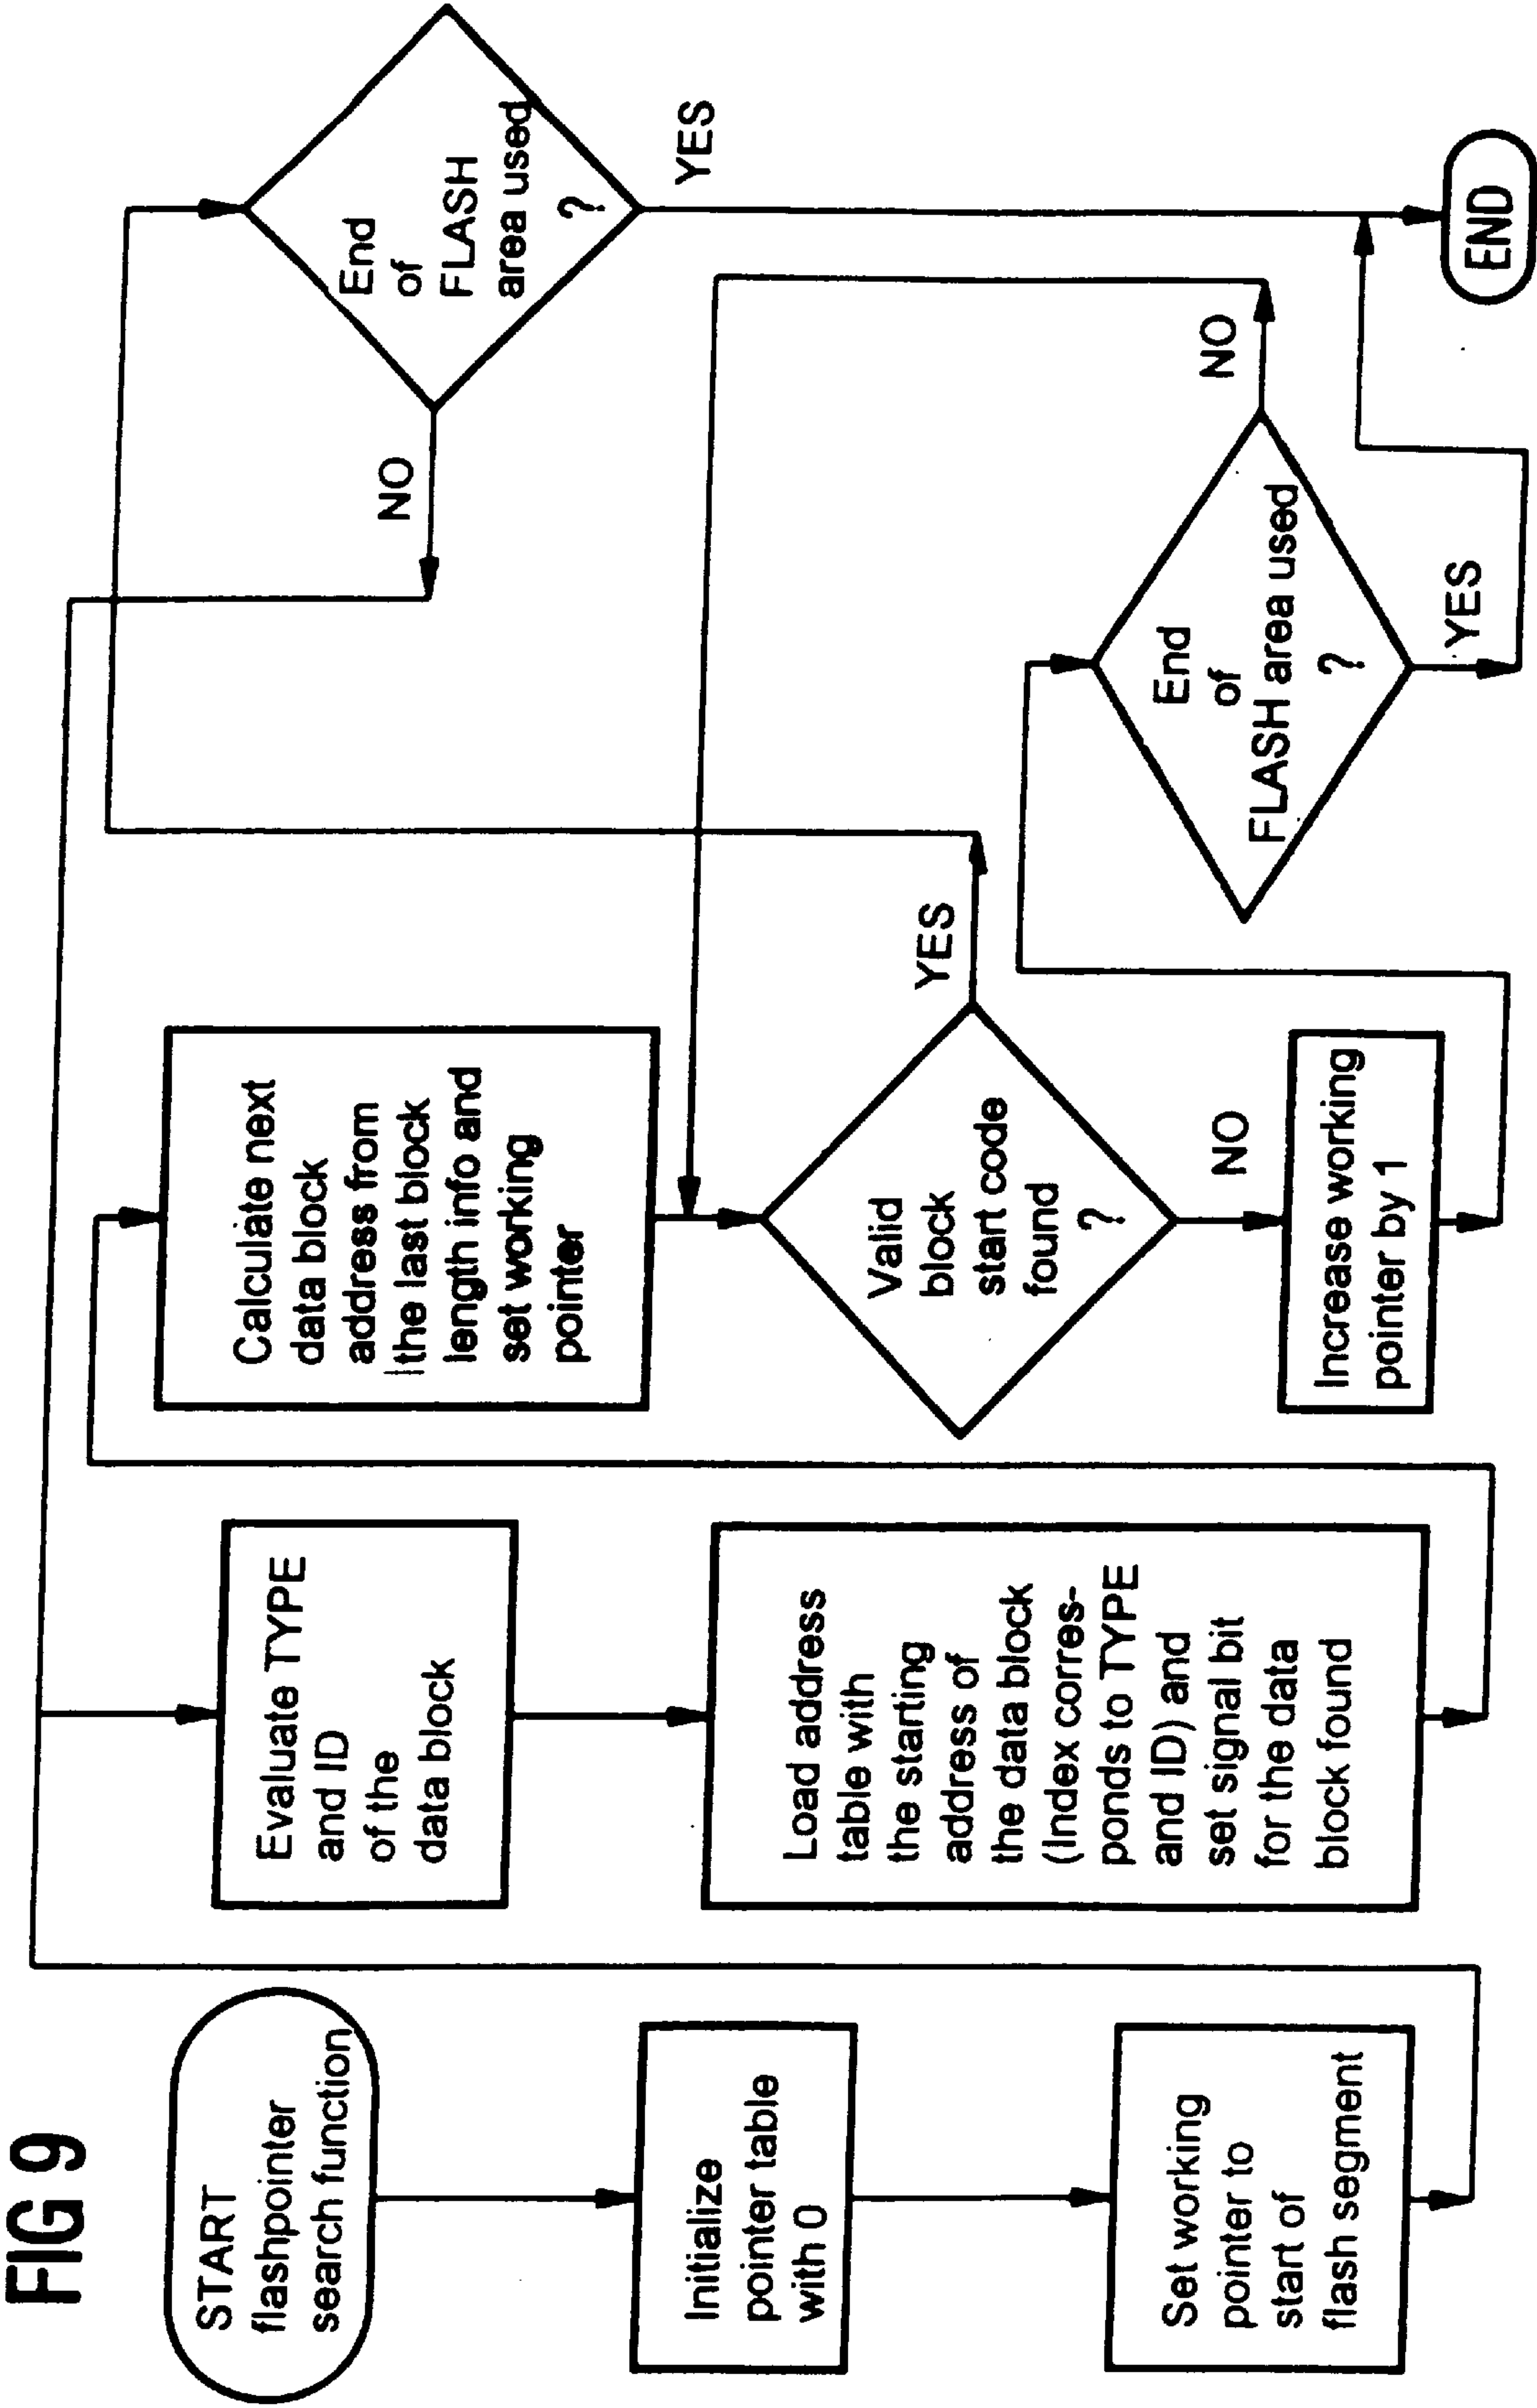 FIG 9
START
flashpointer
search function
Initialize
pointer table
with 0
Set working
pointer to
start of
flash segment
Evaluate TYPE
and ID
of the
data block
Load address
table with
the starting
address of
the data block
(Index corres-
ponds to TYPE
and ID) and
set signal bit
for the data
block found
Calculate next
data block
address from
the last block
length info and
set working
pointer
Valid
block
start code
found
?
YES
NO
Increase working
pointer by 1
End
of
FLASH area used
?
NO
YES
End
of
FLASH
area used
?
NO
YES
END